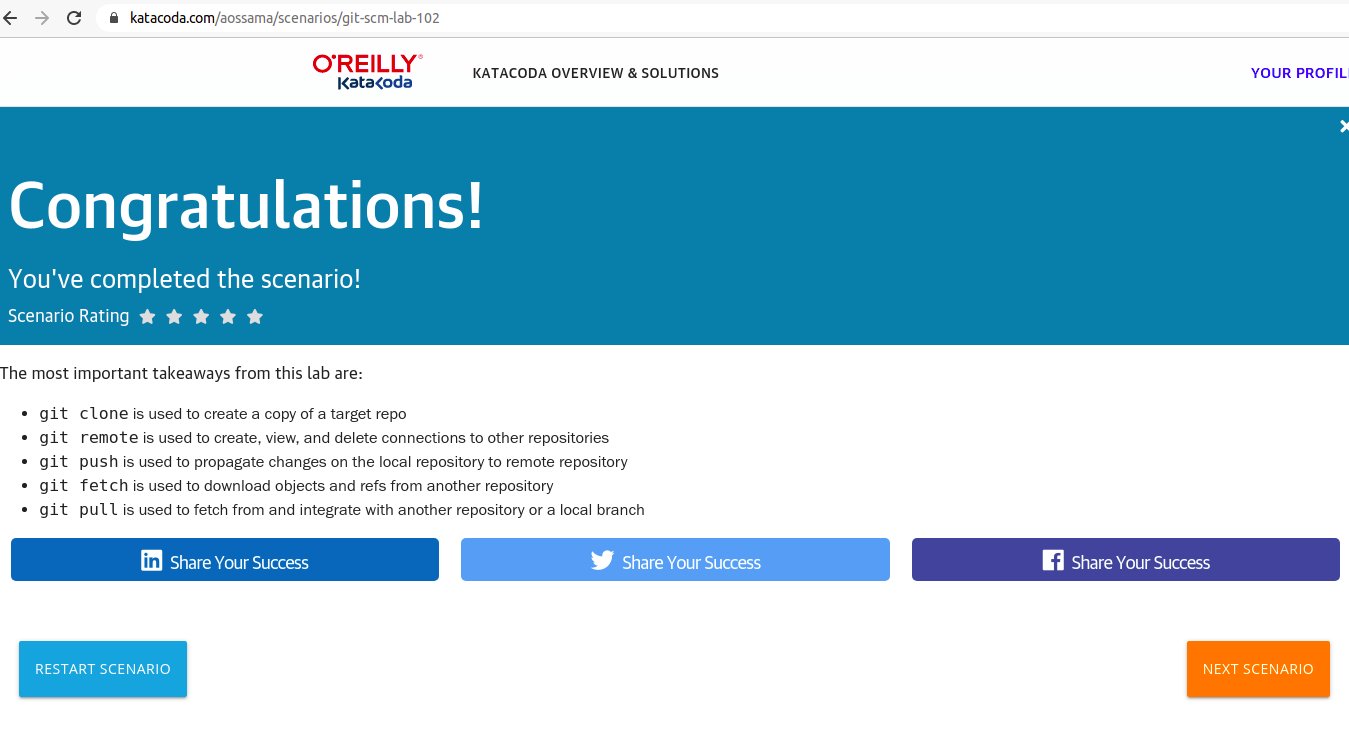 katacoda.com/aossama/scenarios/git-scm-lab-102
O'REILLY®
KataKoda
KATACODA OVERVIEW & SOLUTIONS
YOUR PROFIL
Congratulations!
You've completed the scenario!
Scenario Rating
The most important takeaways from this lab are:
• git clone is used to create a copy of a target repo
• git remote is used to create, view, and delete connections to other repositories
• git push is used to propagate changes on the local repository to remote repository
• git fetch is used to download objects and refs from another repository
• git pull is used to fetch from and integrate with another repository or a local branch
Share Your Success
Share Your Success
Share Your Success
RESTART SCENARIO
NEXT SCENARIO